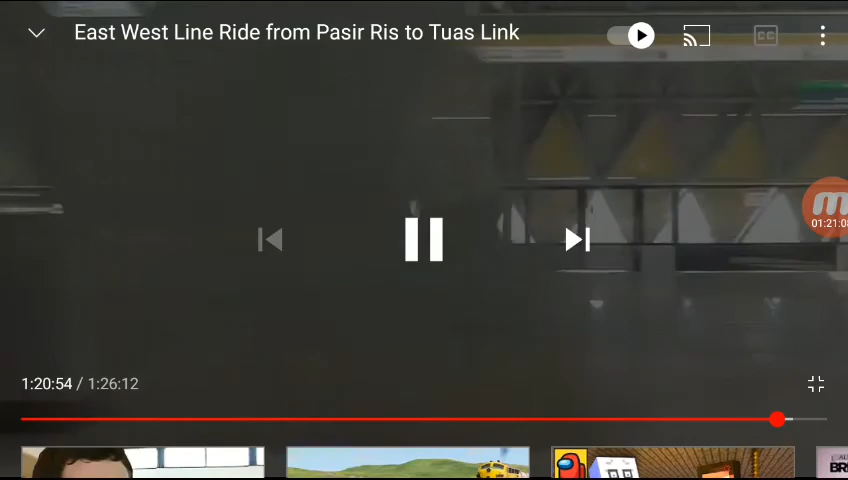 East West Line Ride from Pasir Ris to Tuas Link
CC
m
01:21:08
1:20:54 / 1:26:12